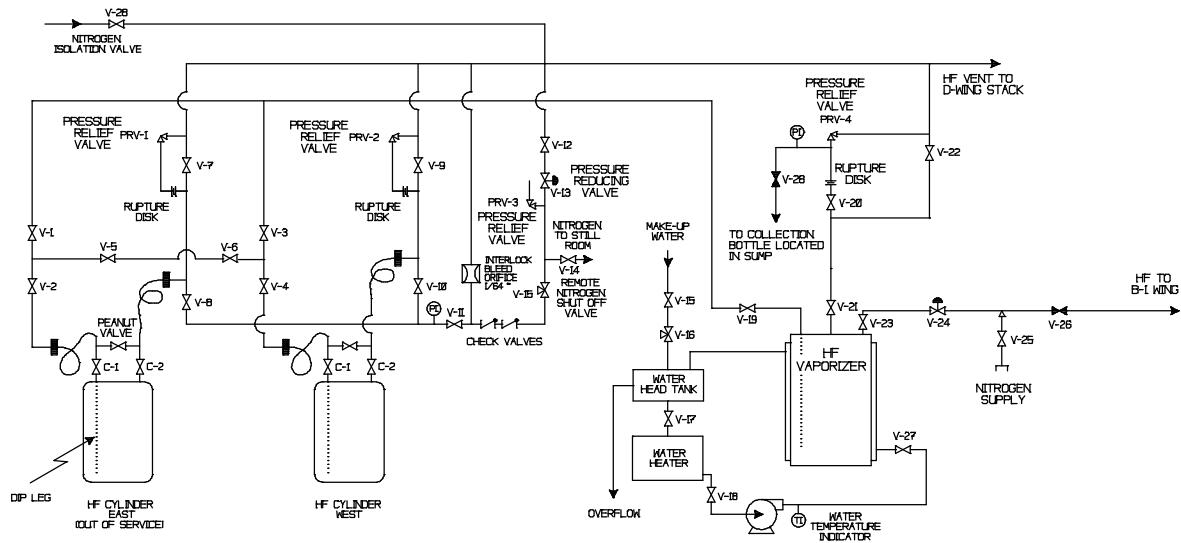 V-28
NITROGEN
ISOLATION VALVE
HF VENT TO
D-WING STACK
PRESSURE
RELIEF
VALVE
PRV-1
V-7
RUPTURE
DISK
PRESSURE
RELIEF
VALVE
PRV-2
V-9
RUPTURE
DISK
V-12
PRESSURE
REDUCING
VALVE
V-13
PRV-3
PRESSURE
RELIEF
VALVE
NITROGEN
TO STILL
ROOM
V-14
REMOTE
NITROGEN
SHUT OFF
VALVE
V-15
INTERLOCK
BLEED
ORIFICE
1/64"
PRESSURE
RELIEF
VALVE
PRV-4
PI
V-28
RUPTURE
DISK
V-20
V-22
TO COLLECTION
BOTTLE LOCATED
IN SUMP
V-1
V-5
V-6
V-3
V-2
V-8
V-4
V-10
PI
V-11
CHECK VALVES
PEANUT
VALVE
C-1
C-2
C-1
C-2
DIP LEG
HF CYLINDER
EAST
(OUT OF SERVICE)
HF CYLINDER
WEST
MAKE-UP
WATER
V-15
V-16
WATER
HEAD TANK
V-17
WATER
HEATER
V-18
OVERFLOW
TI
WATER
TEMPERATURE
INDICATOR
V-19
V-21
V-23
HF
VAPORIZER
V-27
V-24
V-25
V-26
NITROGEN
SUPPLY
HF TO
B-1 WING